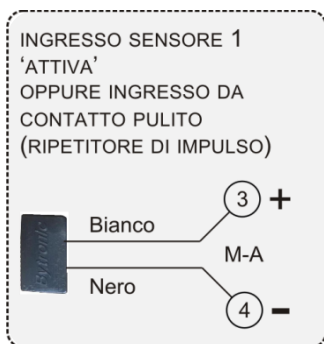 INGRESSO SENSORE 1
'ATTIVA'
OPPURE INGRESSO DA
CONTATTO PULITO
(RIPETITORE DI IMPULSO)
3 +
Bianco
M-A
Nero
4 -